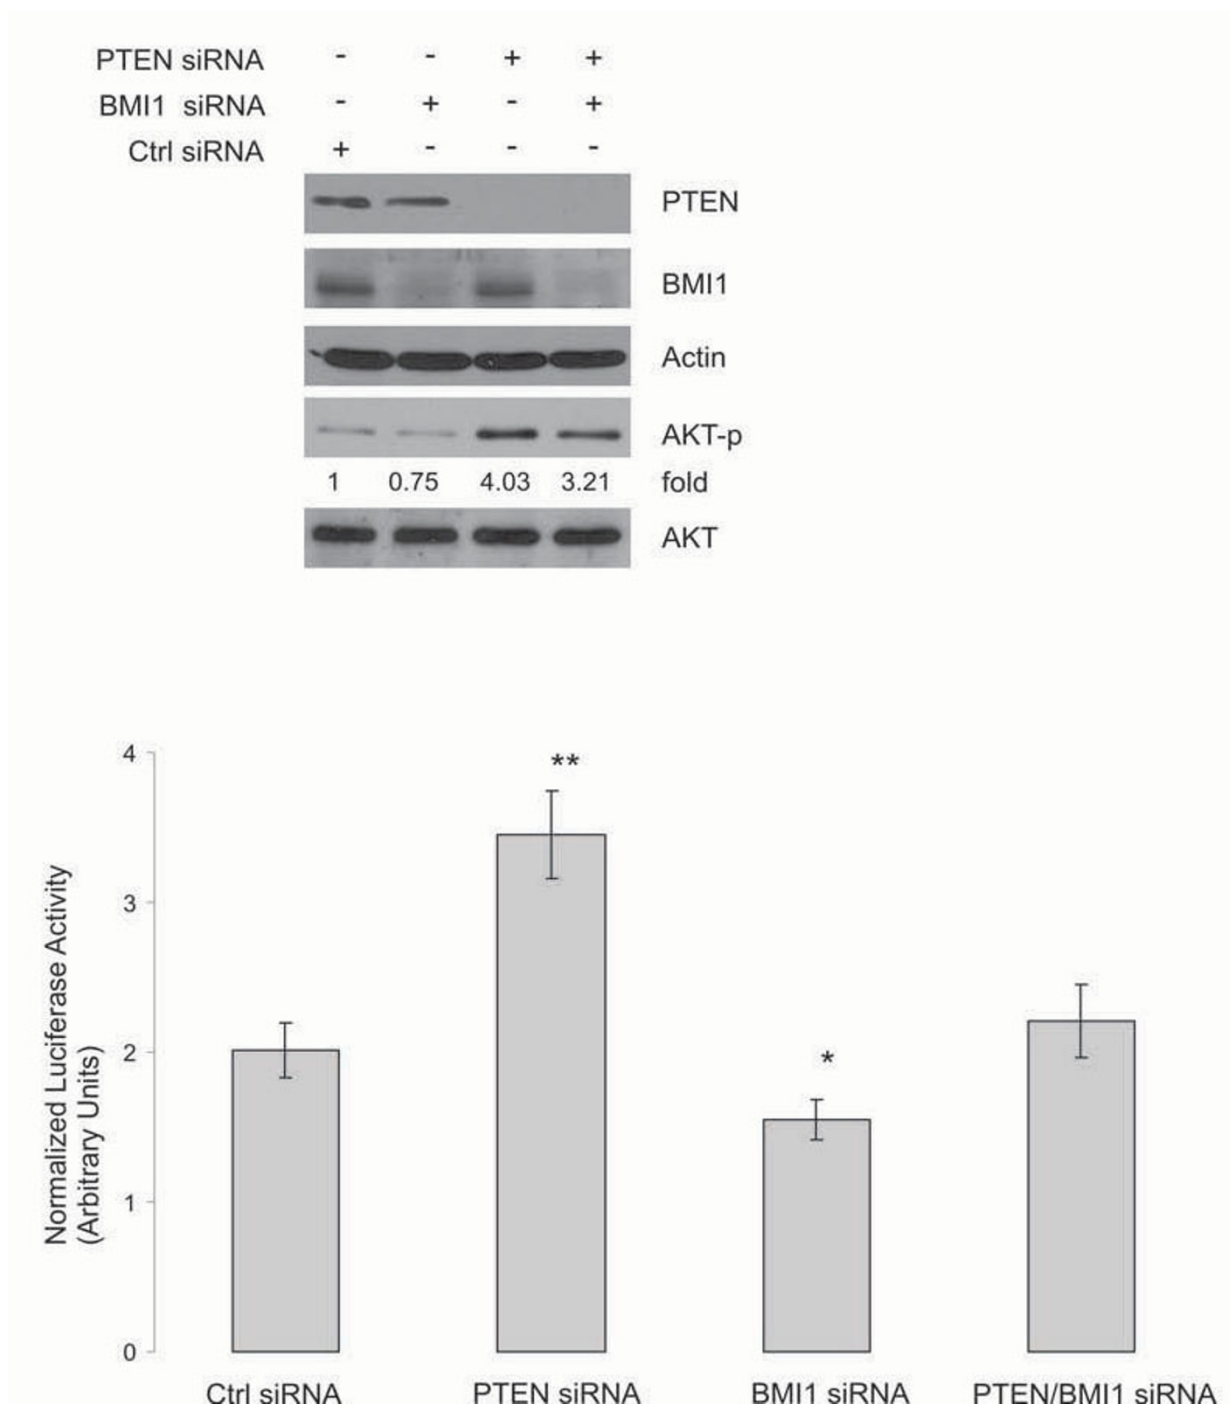 PTEN siRNA - - + +
BMI1 siRNA - + - +
Ctrl siRNA + - - -
PTEN
BMI1
Actin
AKT-p
1 0.75 4.03 3.21 fold
AKT
4
**
3
2
*
1
0
Normalized Luciferase Activity
(Arbitrary Units)
Ctrl siRNA PTEN siRNA BMI1 siRNA PTEN/BMI1 siRNA